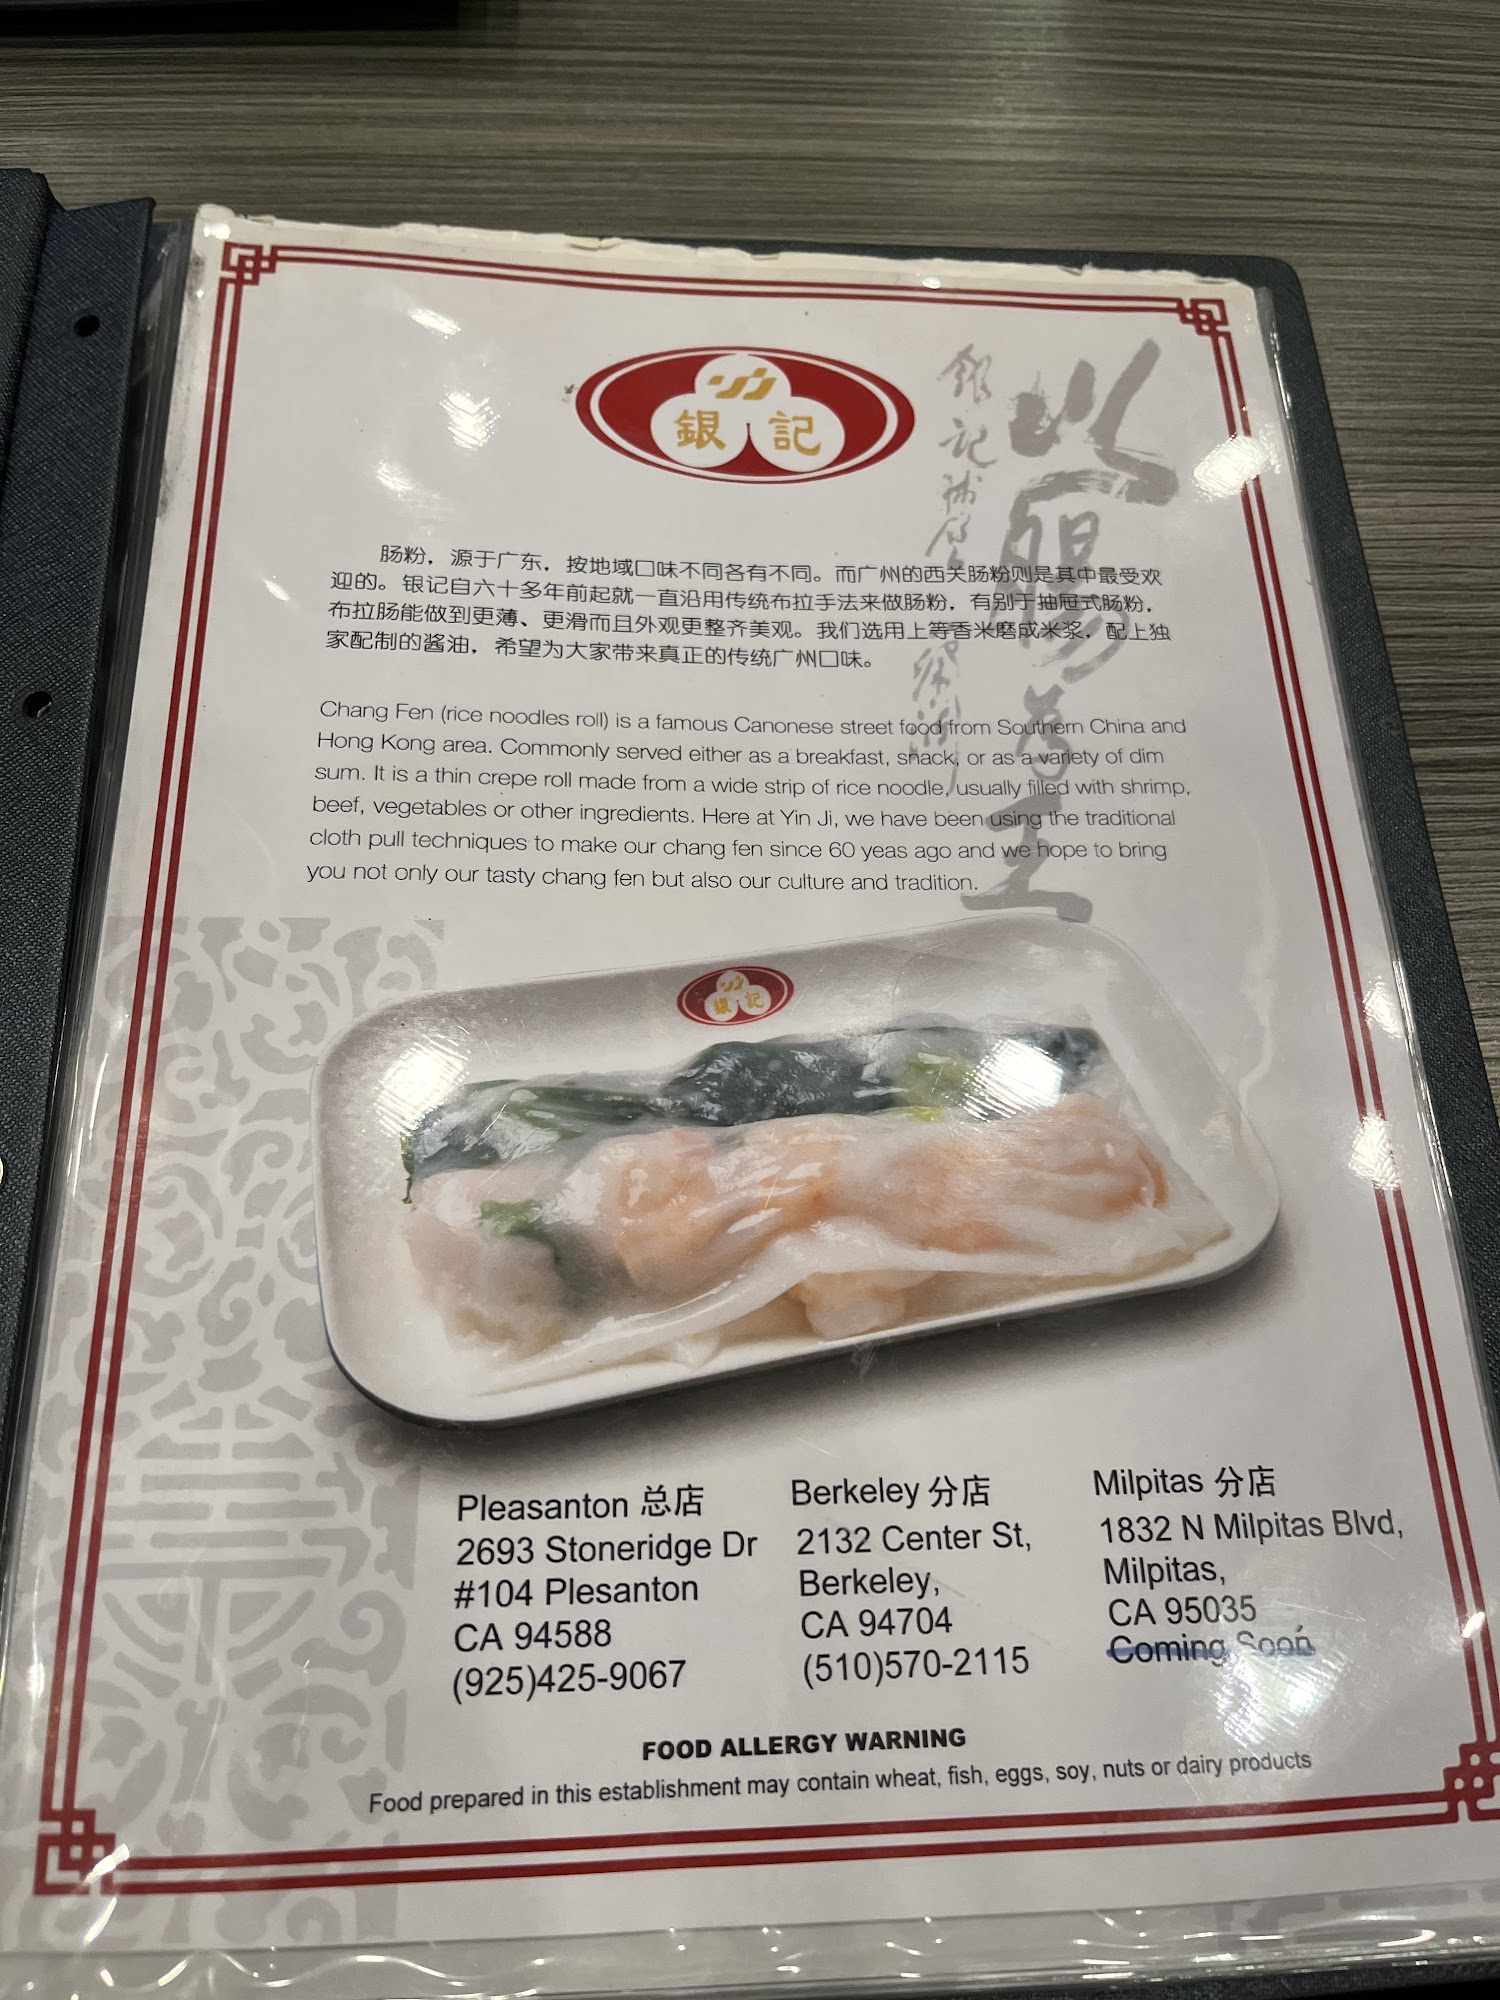 銀 記
以腸為王
肠粉，源于广东，按地域口味不同各有不同。而广州的西关肠粉则是其中最受欢
迎的。银记自六十多年前起就一直沿用传统布拉手法来做肠粉，有别于抽屉式肠粉，
布拉肠能做到更薄、更滑而且外观更整齐美观。我们选用上等香米磨成米浆，配上独
家配制的酱油，希望为大家带来真正的传统广州口味。
Chang Fen (rice noodles roll) is a famous Canonese street food from Southern China and
Hong Kong area. Commonly served either as a breakfast, snack, or as a variety of dim
sum. It is a thin crepe roll made from a wide strip of rice noodle, usually filled with shrimp,
beef, vegetables or other ingredients. Here at Yin Ji, we have been using the traditional
cloth pull techniques to make our chang fen since 60 yeas ago and we hope to bring
you not only our tasty chang fen but also our culture and tradition.
銀 記
Pleasanton 总店
2693 Stoneridge Dr
#104 Plesanton
CA 94588
(925)425-9067
Berkeley 分店
2132 Center St,
Berkeley,
CA 94704
(510)570-2115
Milpitas 分店
1832 N Milpitas Blvd,
Milpitas,
CA 95035
Coming Soon
FOOD ALLERGY WARNING
Food prepared in this establishment may contain wheat, fish, eggs, soy, nuts or dairy products